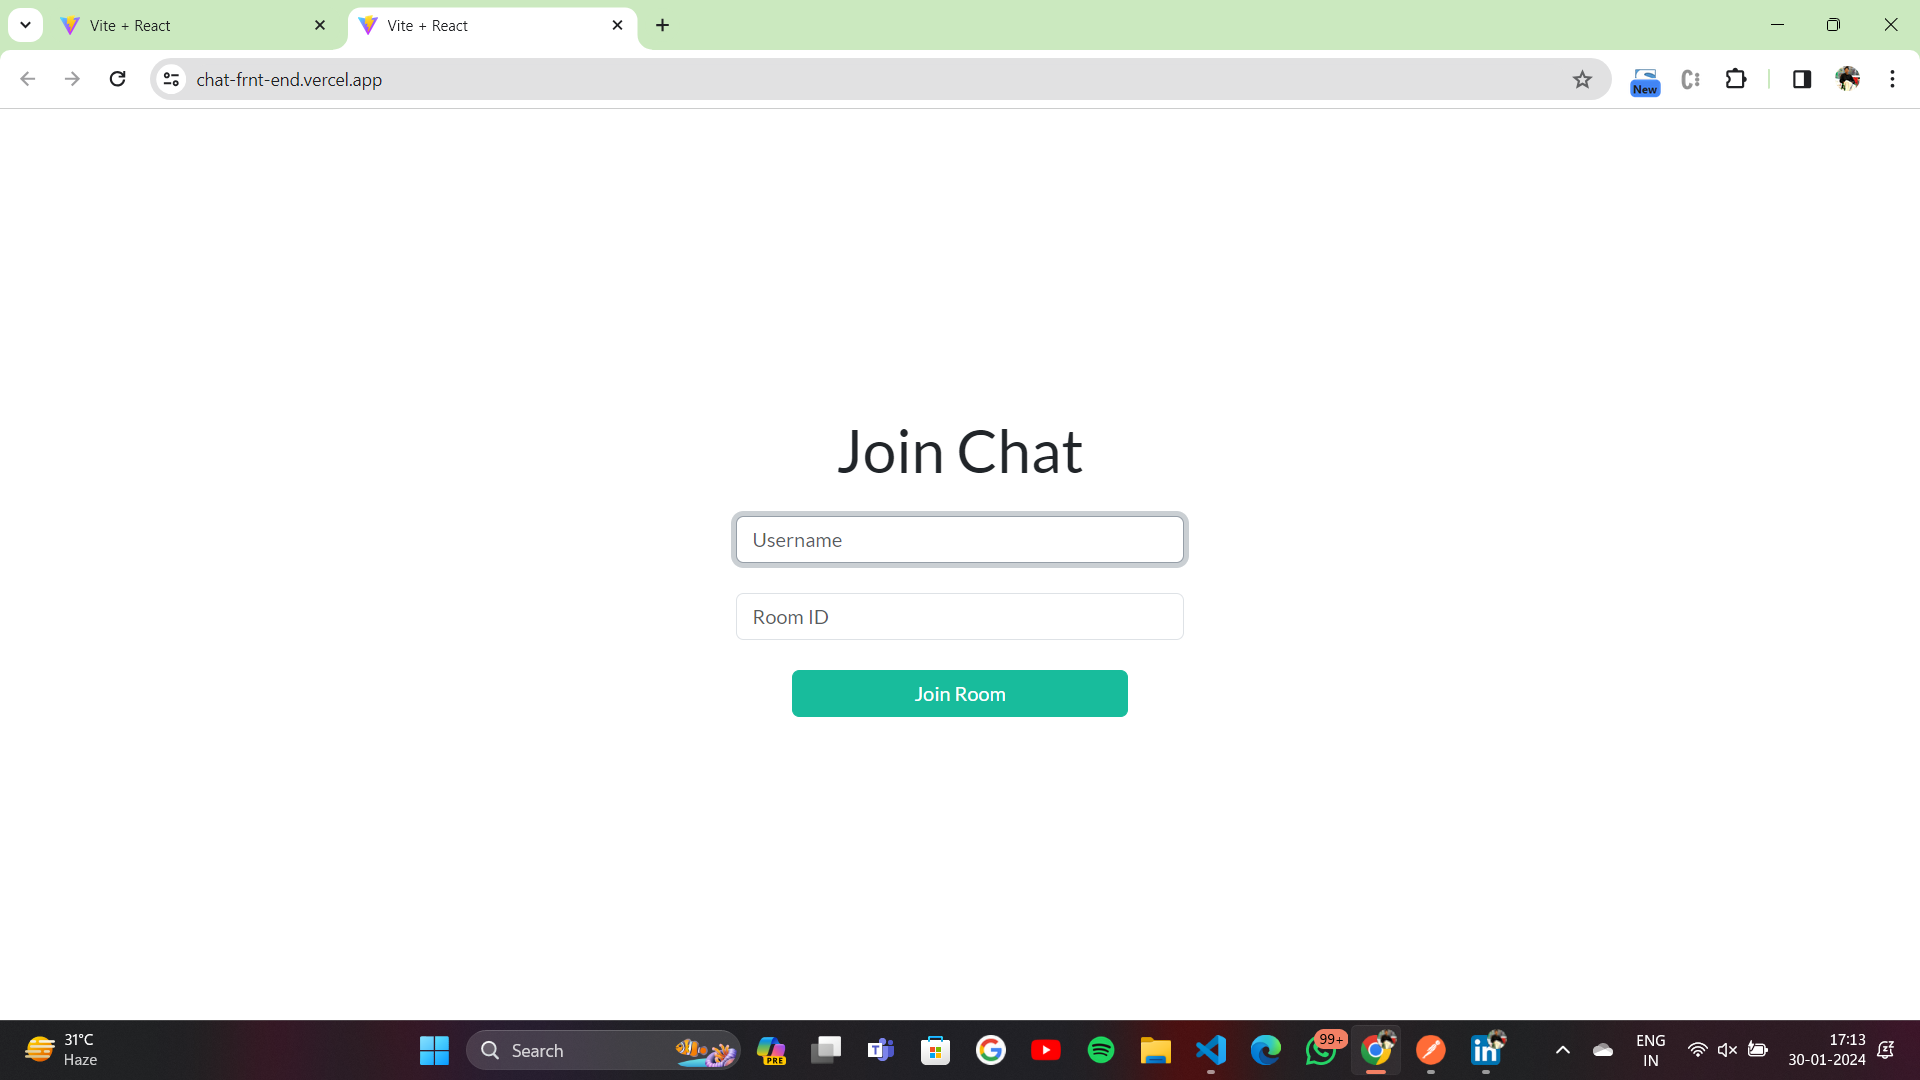 Vite + React
Vite + React
chat-frnt-end.vercel.app
New
Join Chat
Username
Room ID
Join Room
31°C
Haze
Search
PRE
99+
ENG
IN
17:13
30-01-2024